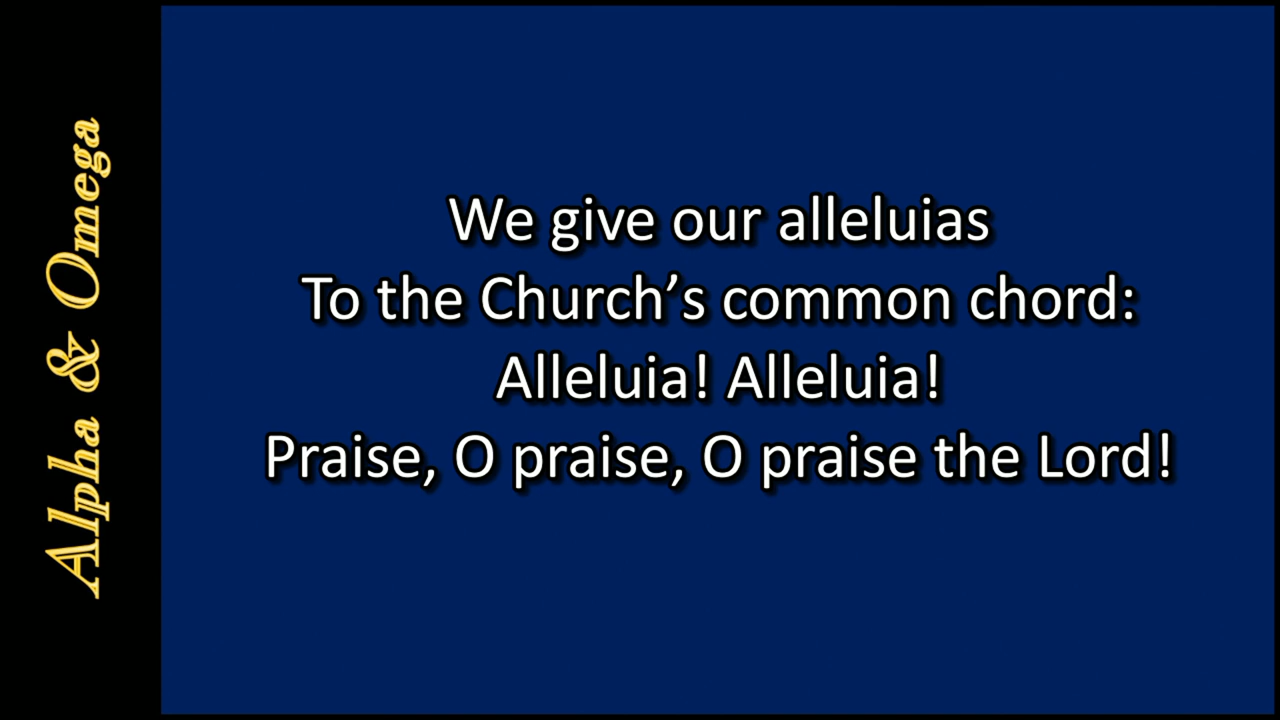 Alpha & Omega
We give our alleluias
To the Church’s common chord:
Alleluia! Alleluia!
Praise, O praise, O praise the Lord!